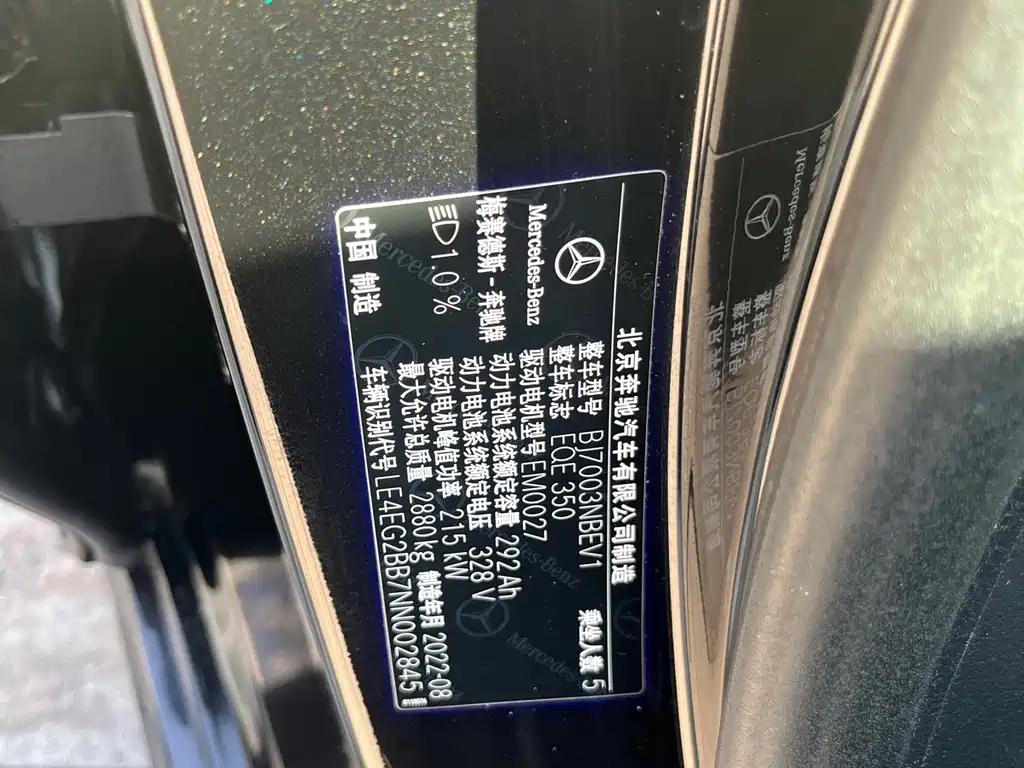 北京奔驰汽车有限公司制造
Mercedes-Benz
梅赛德斯-奔驰牌
1.0%
中国 制造
整车型号 BJ7003NBEV1 乘坐人数 5
整车标志 EQE 350
驱动电机型号 EM0027
动力电池系统额定容量 292Ah
动力电池系统额定电压 328 V
驱动电机峰值功率 215 kW
最大允许总质量 2880kg 制造年月 2022-08
车辆识别代号 LE4EG2BB7NN002845